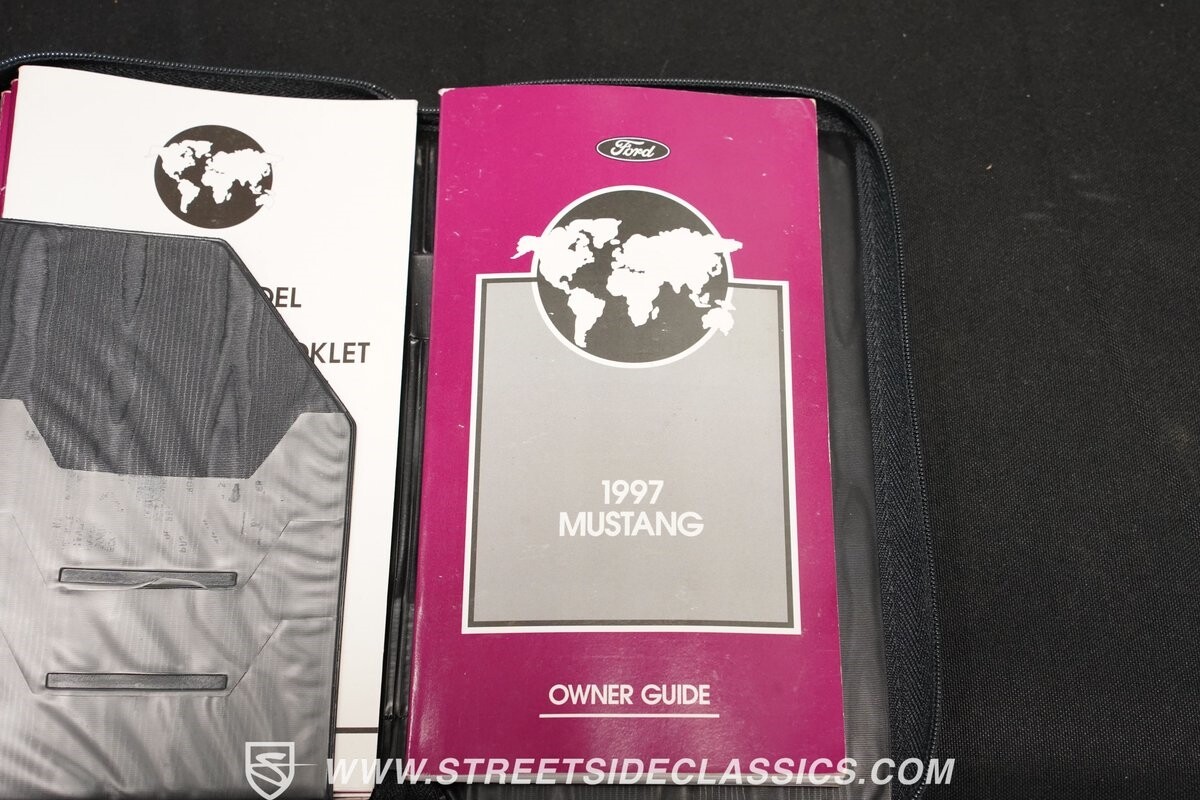 DEL
OKLET
Ford
1997
MUSTANG
OWNER GUIDE
WWW.STREETSIDECLASSICS.COM